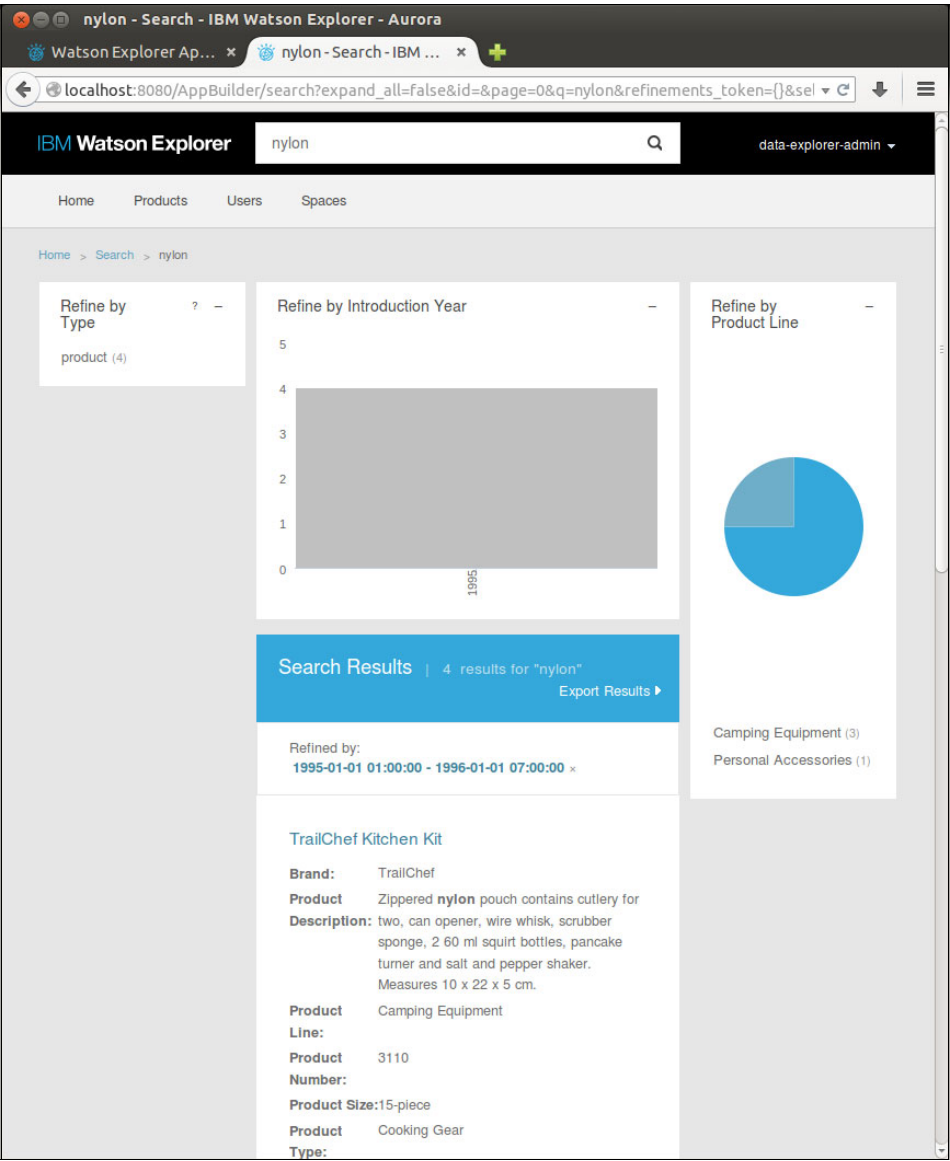 nylon - Search - IBM Watson Explorer - Aurora
Watson Explorer Ap... ×
nylon - Search - IBM ... ×
localhost:8080/AppBuilder/search?expand_all=false&id=&page=0&q=nylon&refinements_token={}&sel
IBM Watson Explorer
nylon
data-explorer-admin
Home Products Users Spaces
Home > Search > nylon
Refine by
Type
? –
product (4)
Refine by Introduction Year –
5
4
3
2
1
0
1995
Refine by
Product Line
–
Camping Equipment (3)
Personal Accessories (1)
Search Results | 4 results for "nylon"
Export Results
Refined by:
1995-01-01 01:00:00 - 1996-01-01 07:00:00 ×
TrailChef Kitchen Kit
Brand: TrailChef
Product Zippered nylon pouch contains cutlery for
Description: two, can opener, wire whisk, scrubber
sponge, 2 60 ml squirt bottles, pancake
turner and salt and pepper shaker.
Measures 10 x 22 x 5 cm.
Product Camping Equipment
Line:
Product 3110
Number:
Product Size:15-piece
Product Cooking Gear
Type: